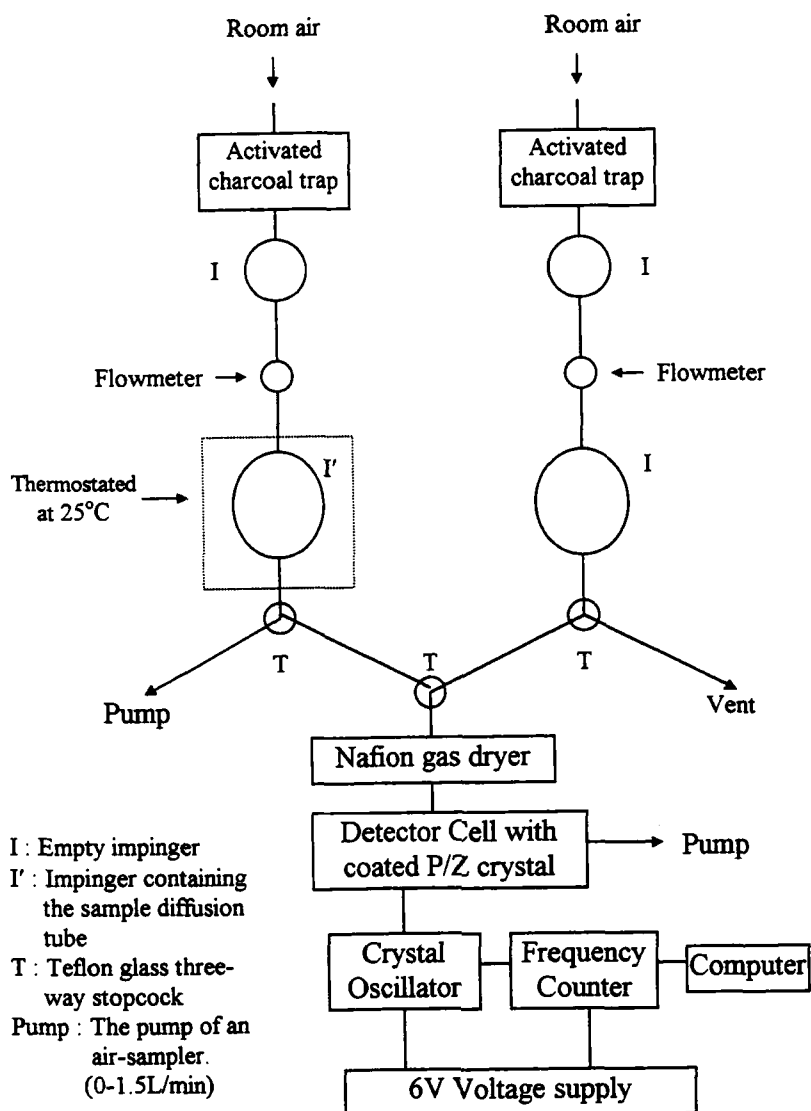 Room air
Room air
Activated
charcoal trap
Activated
charcoal trap
I
I
Flowmeter
Flowmeter
I'
I
Thermostated
at 25°C
T
T
T
Pump
Vent
Nafion gas dryer
Detector Cell with
coated P/Z crystal
Pump
I : Empty impinger
I' : Impinger containing
the sample diffusion
tube
T : Teflon glass three-
way stopcock
Pump : The pump of an
air-sampler.
(0-1.5L/min)
Crystal
Oscillator
Frequency
Counter
Computer
6V Voltage supply